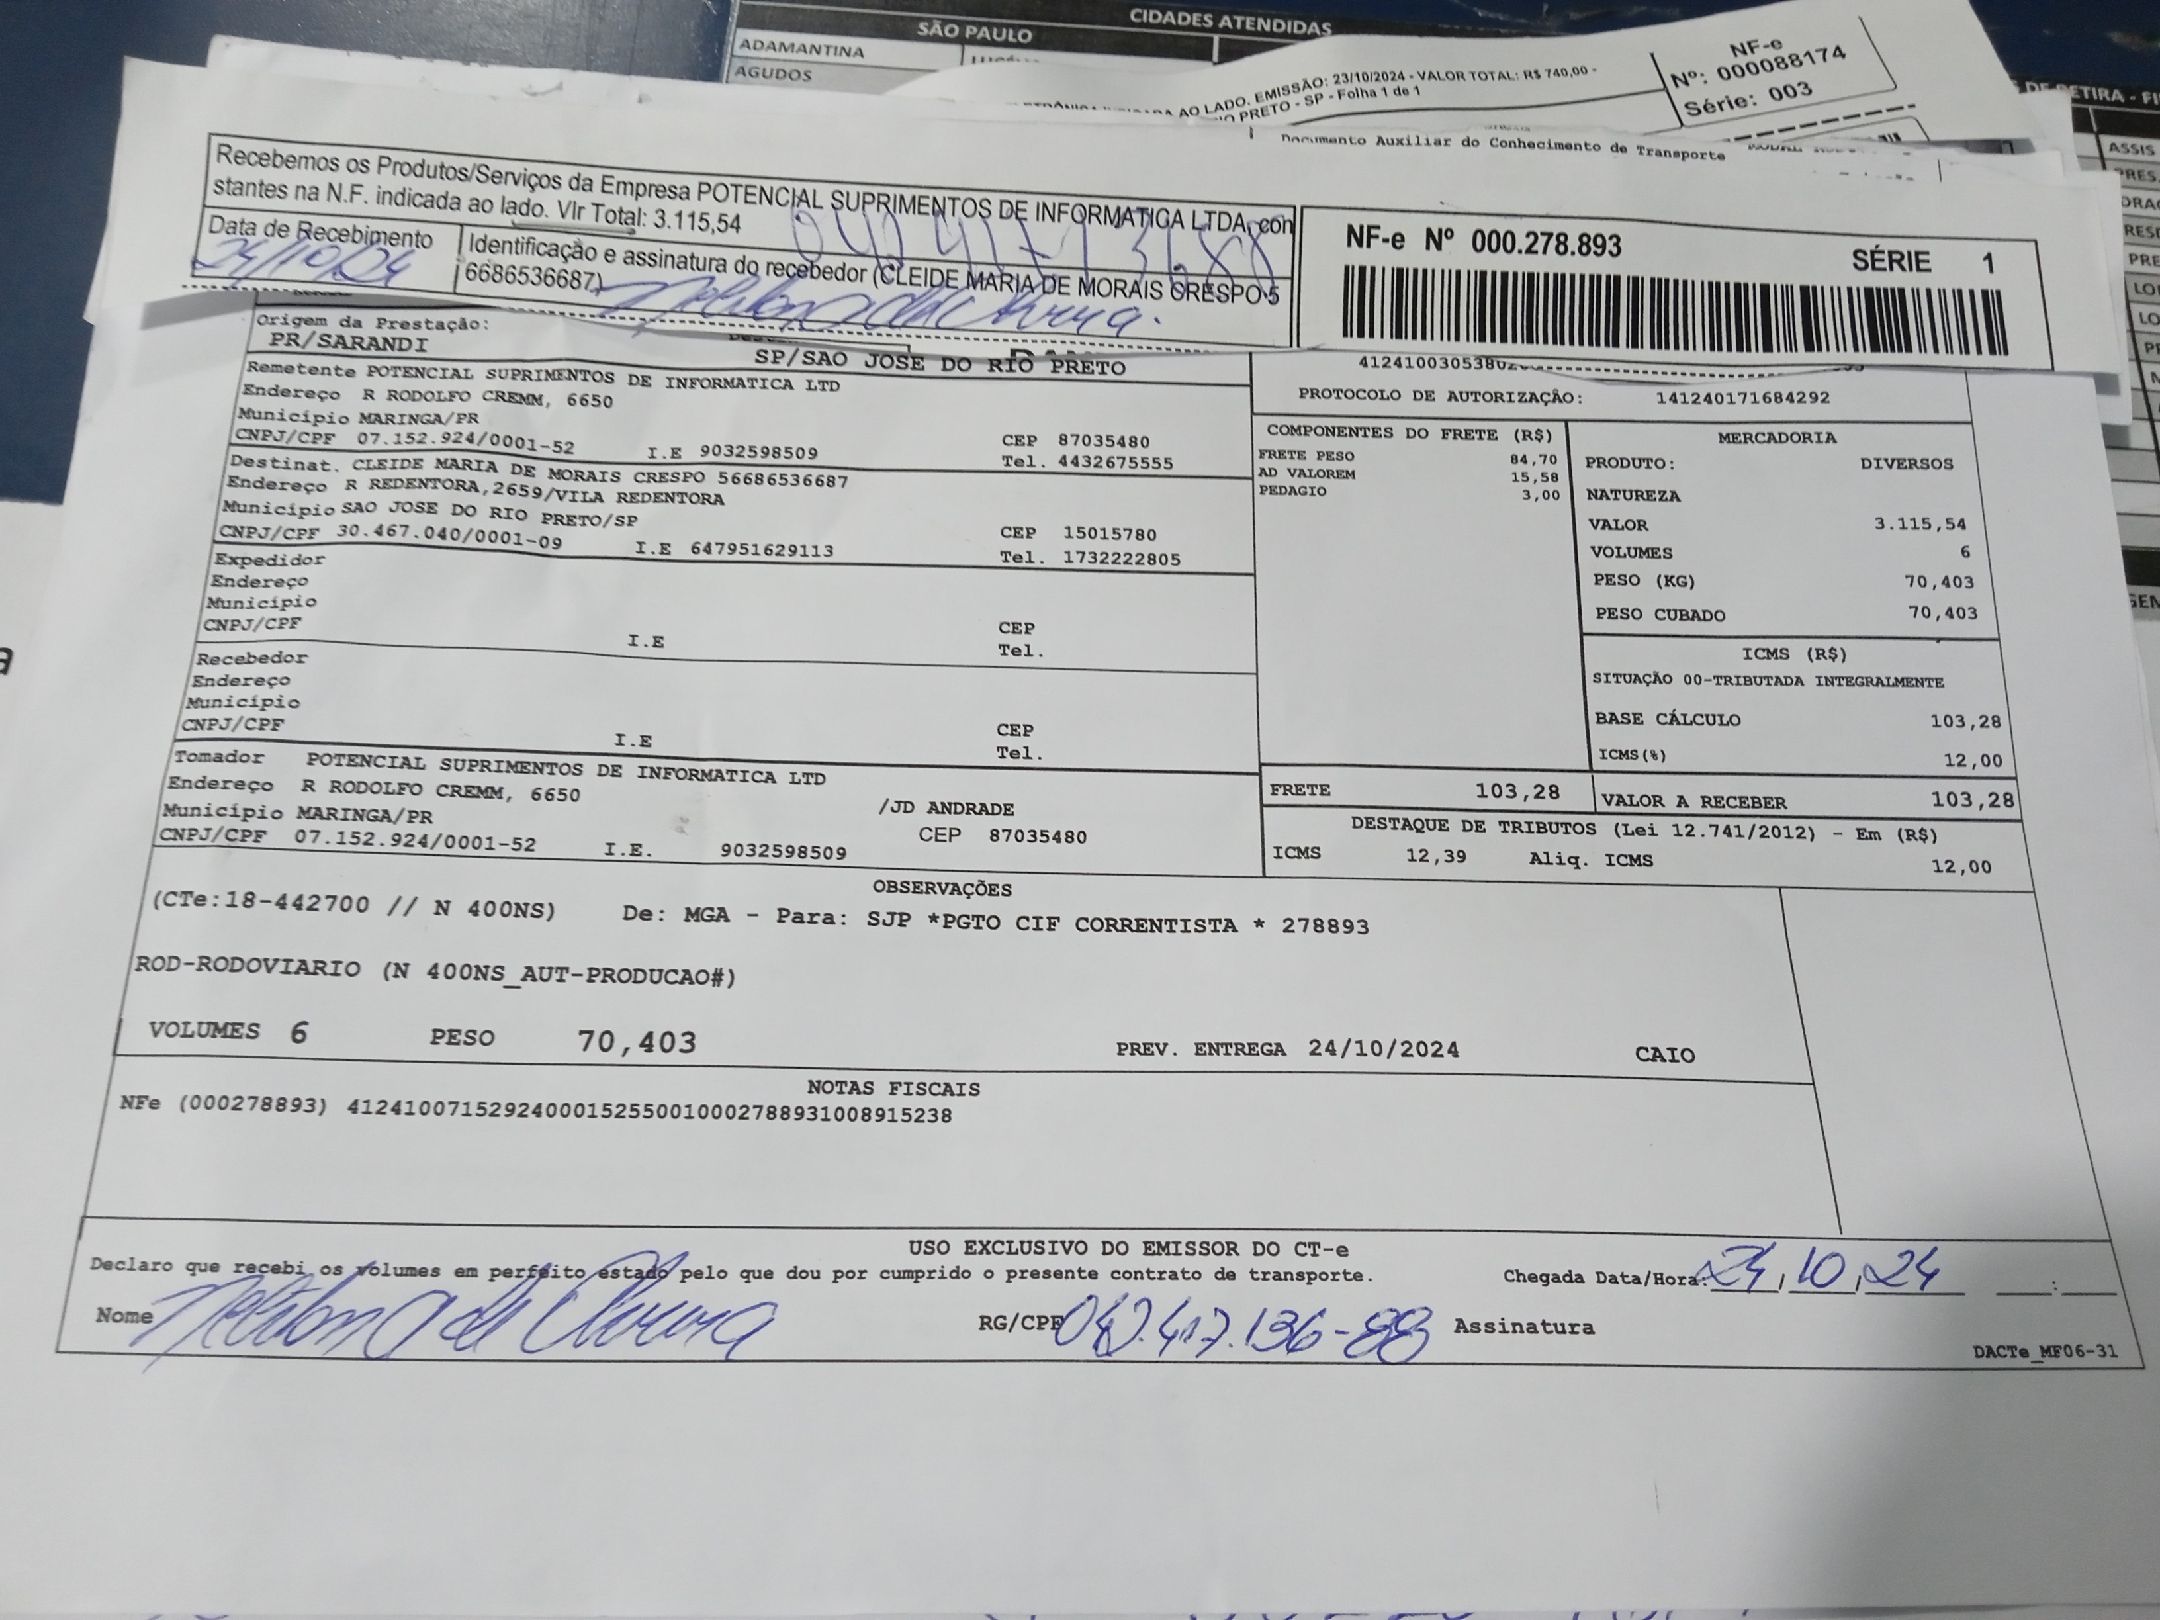 CIDADES ATENDIDAS
SÃO PAULO
ADAMANTINA
AGUDOS
AO LADO. EMISSÃO: 23/10/2024 - VALOR TOTAL: R$ 740,00 -
PRETO - SP - Folha 1 de 1
NF-e
Nº: 000088174
Série: 003
ASSIS
Documento Auxiliar do Conhecimento de Transporte
Recebemos os Produtos/Serviços da Empresa POTENCIAL SUPRIMENTOS DE INFORMATICA LTDA, con
stantes na N.F. indicada ao lado. Vlr Total: 3.115,54
Data de Recebimento
24/10/24
Identificação e assinatura do recebedor (CLEIDE MARIA DE MORAIS CRESPO 5
6686536687)
NF-e Nº 000.278.893 SÉRIE 1
Origem da Prestação:
PR/SARANDI
SP/SAO JOSE DO RIO PRETO
Remetente POTENCIAL SUPRIMENTOS DE INFORMATICA LTD
Endereço R RODOLFO CREMM, 6650
Município MARINGA/PR
CNPJ/CPF 07.152.924/0001-52 I.E 9032598509
CEP 87035480
Tel. 4432675555
Destinat. CLEIDE MARIA DE MORAIS CRESPO 56686536687
Endereço R REDENTORA,2659/VILA REDENTORA
Município SAO JOSE DO RIO PRETO/SP
CNPJ/CPF 30.467.040/0001-09 I.E 647951629113
CEP 15015780
Tel. 1732222805
Expedidor
Endereço
Município
CNPJ/CPF
I.E
CEP
Tel.
Recebedor
Endereço
Município
CNPJ/CPF
I.E
CEP
Tel.
Tomador POTENCIAL SUPRIMENTOS DE INFORMATICA LTD
Endereço R RODOLFO CREMM, 6650 /JD ANDRADE
Município MARINGA/PR CEP 87035480
CNPJ/CPF 07.152.924/0001-52 I.E. 9032598509
PROTOCOLO DE AUTORIZAÇÃO: 141240171684292
COMPONENTES DO FRETE (R$)
FRETE PESO 84,70
AD VALOREM 15,58
PEDAGIO 3,00
MERCADORIA
PRODUTO: DIVERSOS
NATUREZA
VALOR 3.115,54
VOLUMES 6
PESO (KG) 70,403
PESO CUBADO 70,403
ICMS (R$)
SITUAÇÃO 00-TRIBUTADA INTEGRALMENTE
BASE CÁLCULO 103,28
ICMS(%) 12,00
FRETE 103,28
VALOR A RECEBER 103,28
DESTAQUE DE TRIBUTOS (Lei 12.741/2012) - Em (R$)
ICMS 12,39 Aliq. ICMS 12,00
OBSERVAÇÕES
(CTe:18-442700 // N 400NS) De: MGA - Para: SJP *PGTO CIF CORRENTISTA * 278893
ROD-RODOVIARIO (N 400NS_AUT-PRODUCAO#)
VOLUMES 6 PESO 70,403 PREV. ENTREGA 24/10/2024 CAIO
NOTAS FISCAIS
NFe (000278893) 41241007152924000152550010002788931008915238
USO EXCLUSIVO DO EMISSOR DO CT-e
Declaro que recebi os volumes em perfeito estado pelo que dou por cumprido o presente contrato de transporte.
Chegada Data/Hora: 24/10/24
Nome
RG/CPF
Assinatura
DACTe_MF06-31